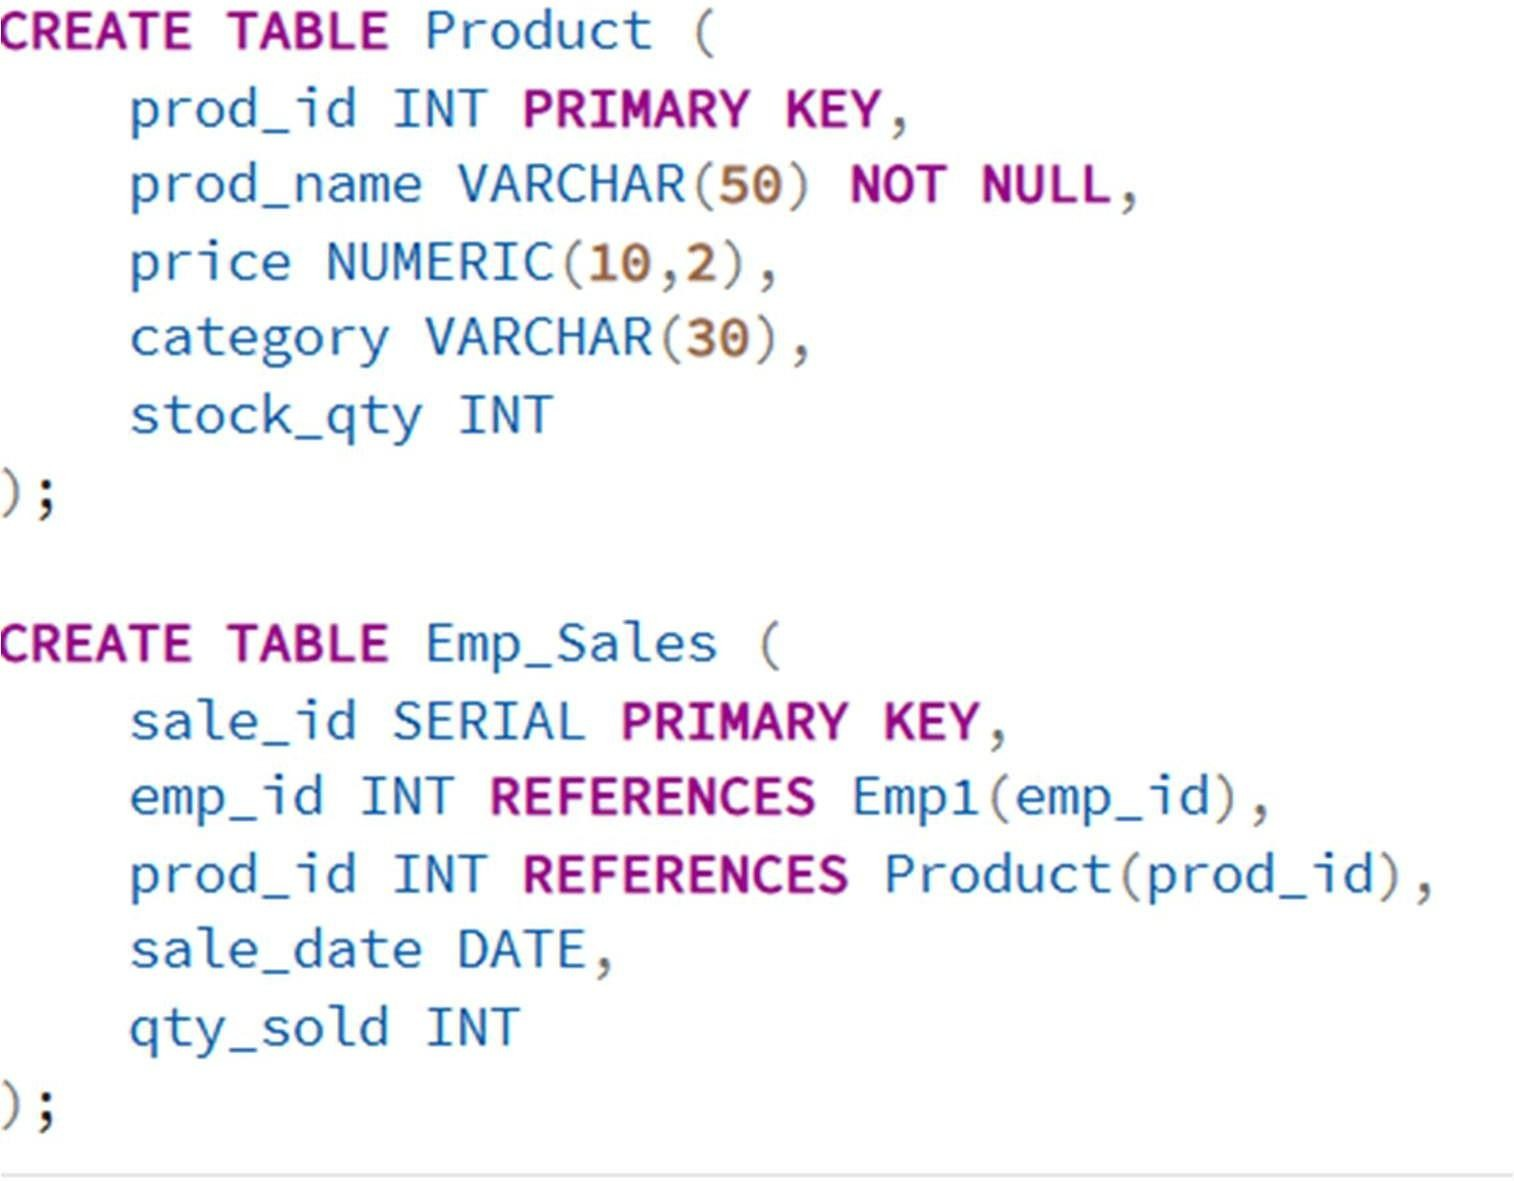 CREATE TABLE Product (
    prod_id INT PRIMARY KEY,
    prod_name VARCHAR(50) NOT NULL,
    price NUMERIC(10,2),
    category VARCHAR(30),
    stock_qty INT
);

CREATE TABLE Emp_Sales (
    sale_id SERIAL PRIMARY KEY,
    emp_id INT REFERENCES Emp1(emp_id),
    prod_id INT REFERENCES Product(prod_id),
    sale_date DATE,
    qty_sold INT
);